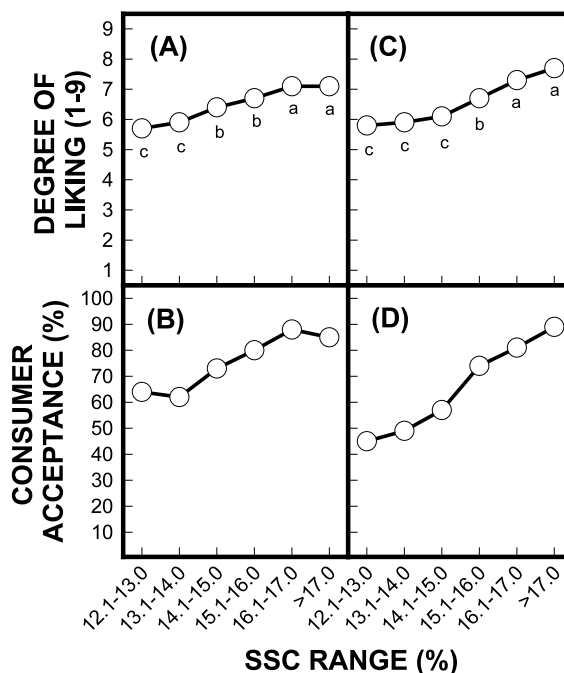 DEGREE OF
LIKING (1-9)
9
8
7
6
5
4
3
2
1
(A)
c
c
b
b
a
a
(C)
c
c
c
b
a
a
CONSUMER
ACCEPTANCE (%)
100
90
80
70
60
50
40
30
20
10
(B)
(D)
12.1-13.0
13.1-14.0
14.1-15.0
15.1-16.0
16.1-17.0
>17.0
12.1-13.0
13.1-14.0
14.1-15.0
15.1-16.0
16.1-17.0
>17.0
SSC RANGE (%)